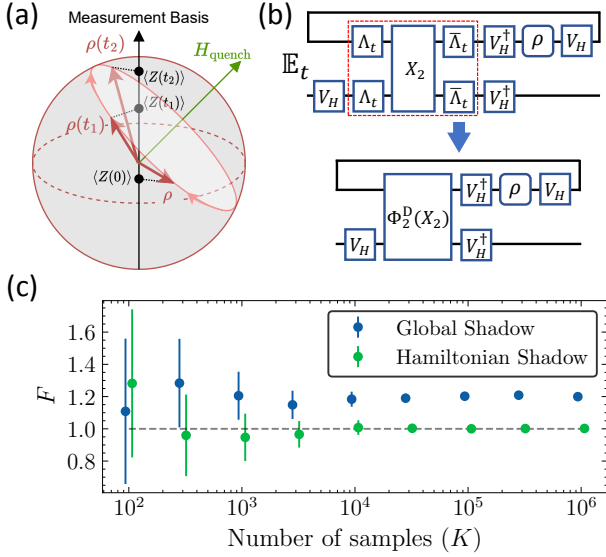 (a)
Measurement Basis
ρ(t₂)
H_quench
⟨Z(t₂)⟩
⟨Z(t₁)⟩
ρ(t₁)
⟨Z(0)⟩
ρ
(b)
Λ_t X₂ Λ̄_t V_H† ρ V_H
𝔼_t
V_H Λ_t Λ̄_t V_H†
Φ₂ᴰ(X₂) V_H† ρ V_H
V_H V_H†
(c)
F
1.6
1.4
1.2
1.0
0.8
Global Shadow
Hamiltonian Shadow
10² 10³ 10⁴ 10⁵ 10⁶
Number of samples (K)